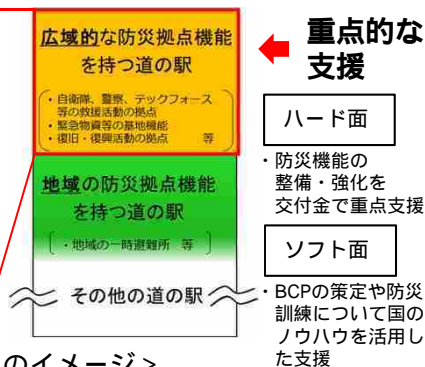 広域的な防災拠点機能
を持つ道の駅
・自衛隊、警察、テックフォース
等の救援活動の拠点
・緊急物資等の基地機能
・復旧・復興活動の拠点 等
地域の防災拠点機能
を持つ道の駅
・地域の一時避難所 等
その他の道の駅
のイメージ＞
重点的な
支援
ハード面
・防災機能の
整備・強化を
交付金で重点支援
ソフト面
・BCPの策定や防災
訓練について国の
ノウハウを活用し
た支援